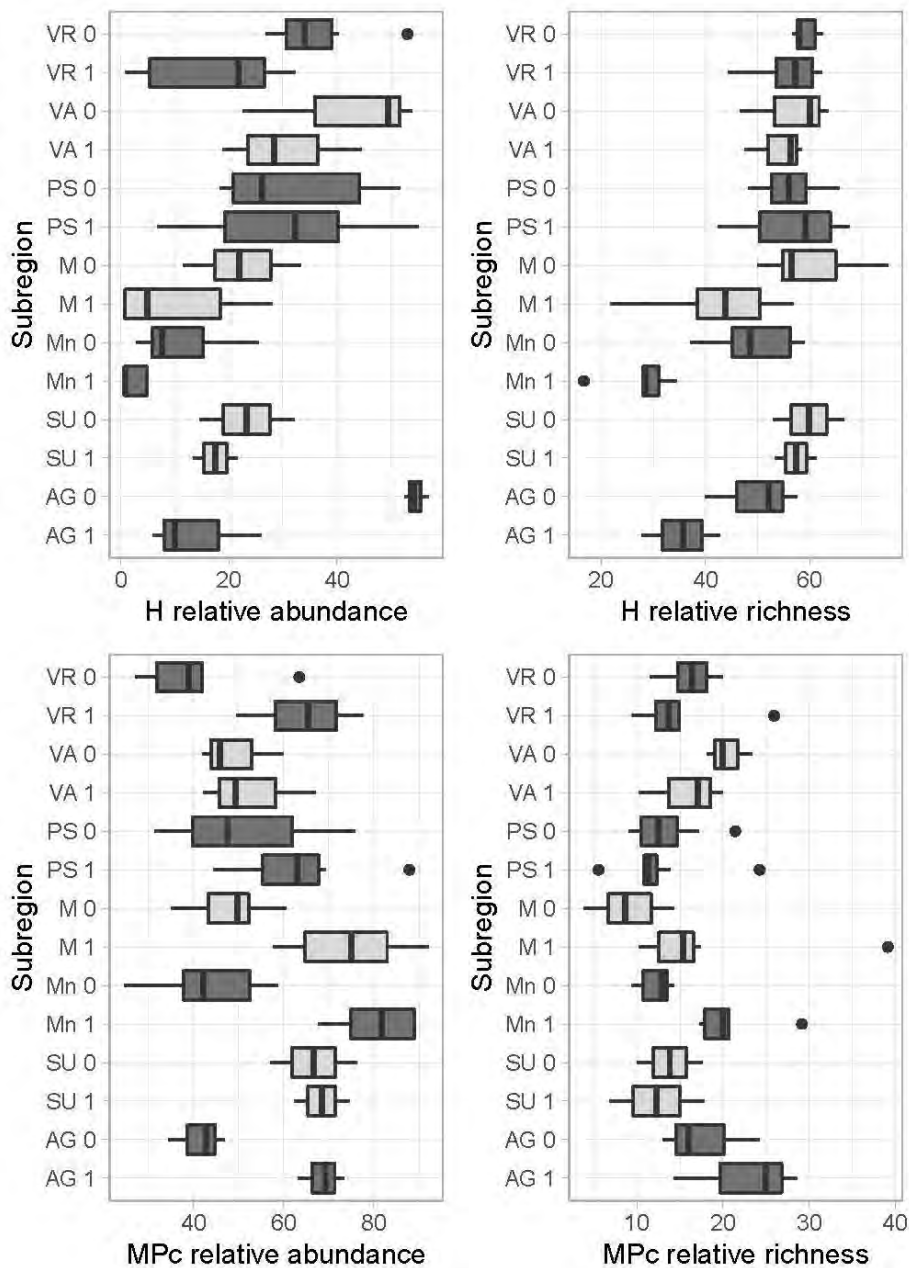 VR 0
VR 1
VA 0
VA 1
PS 0
PS 1
M 0
M 1
Mn 0
Mn 1
SU 0
SU 1
AG 0
AG 1
Subregion
0 20 40
H relative abundance
VR 0
VR 1
VA 0
VA 1
PS 0
PS 1
M 0
M 1
Mn 0
Mn 1
SU 0
SU 1
AG 0
AG 1
Subregion
20 40 60
H relative richness
VR 0
VR 1
VA 0
VA 1
PS 0
PS 1
M 0
M 1
Mn 0
Mn 1
SU 0
SU 1
AG 0
AG 1
Subregion
40 60 80
MPc relative abundance
VR 0
VR 1
VA 0
VA 1
PS 0
PS 1
M 0
M 1
Mn 0
Mn 1
SU 0
SU 1
AG 0
AG 1
Subregion
10 20 30 40
MPc relative richness